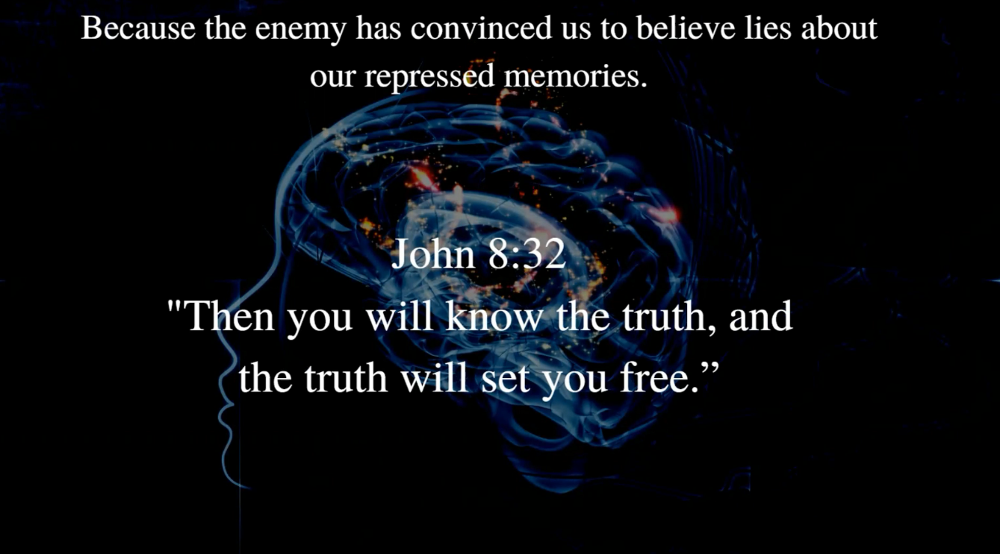 Because the enemy has convinced us to believe lies about
our repressed memories.
John 8:32
"Then you will know the truth, and
the truth will set you free.”